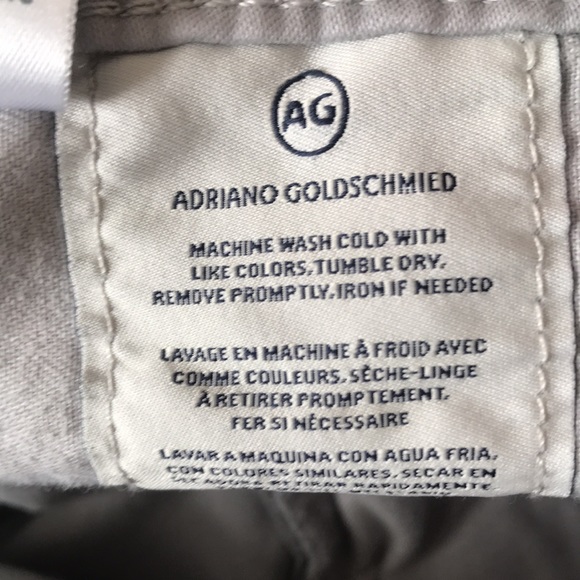 AG
ADRIANO GOLDSCHMIED
MACHINE WASH COLD WITH
LIKE COLORS, TUMBLE DRY,
REMOVE PROMPTLY, IRON IF NEEDED
LAVAGE EN MACHINE À FROID AVEC
COMME COULEURS. SÈCHE-LINGE
À RETIRER PROMPTEMENT.
FER SI NÉCESSAIRE
LAVAR A MAQUINA CON AGUA FRIA.
CON COLORES SIMILARES. SECAR EN
RETIRAR RAPIDAMENTE